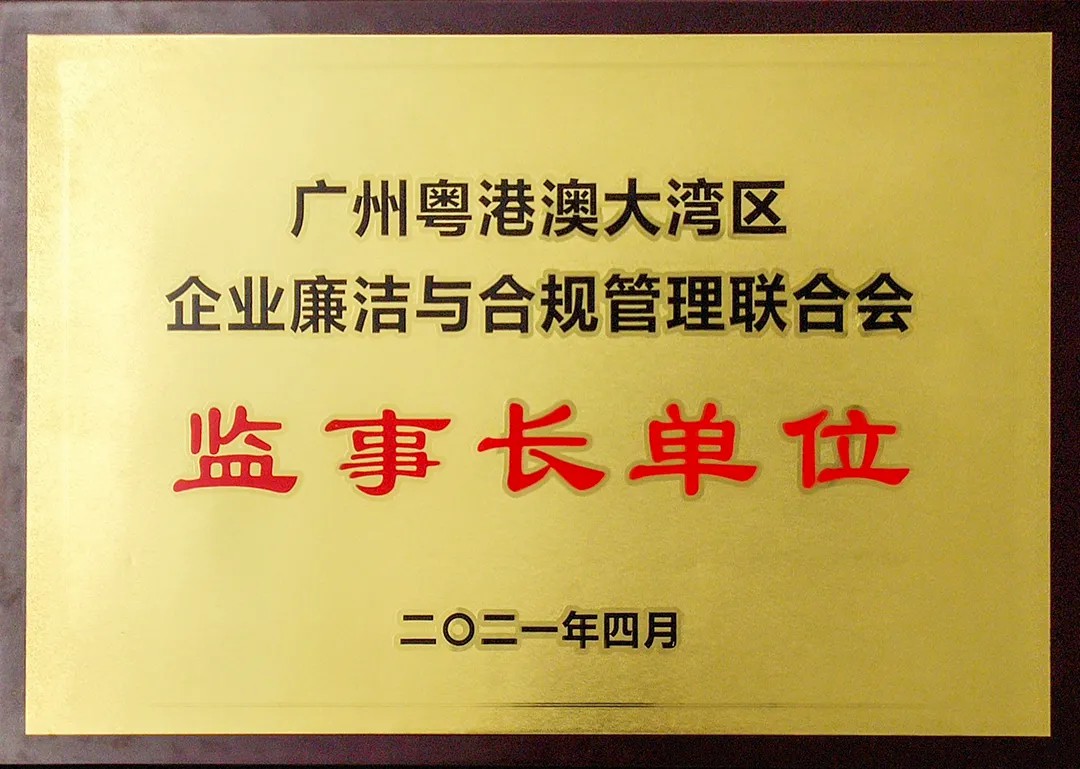 广州粤港澳大湾区
企业廉洁与合规管理联合会
监事长单位
二〇二一年四月